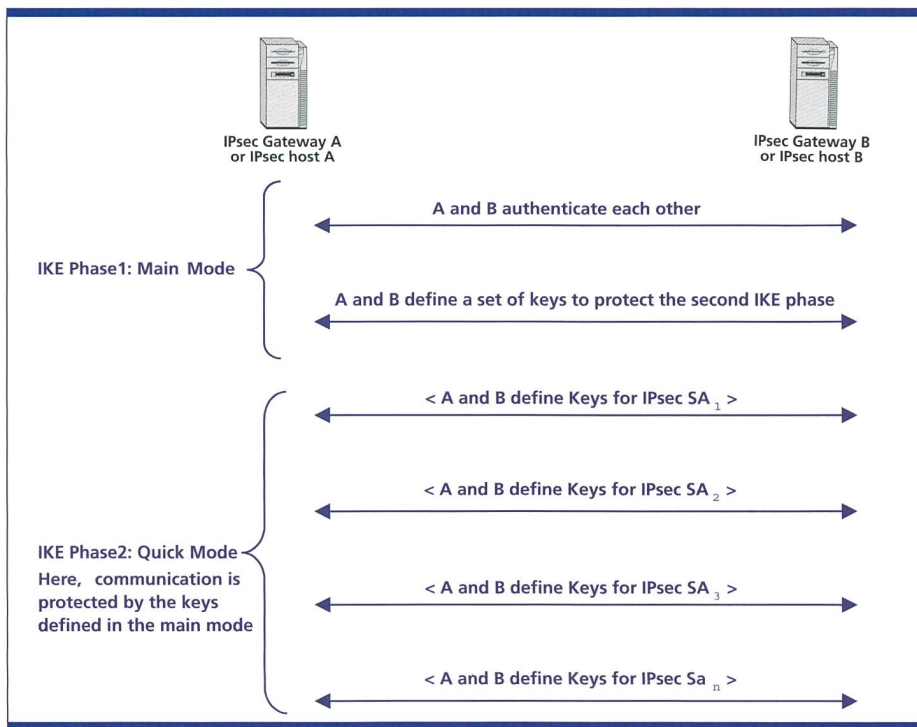 IPsec Gateway A
or IPsec host A
IPsec Gateway B
or IPsec host B
A and B authenticate each other
IKE Phase1: Main Mode
A and B define a set of keys to protect the second IKE phase
< A and B define Keys for IPsec SA 1 >
< A and B define Keys for IPsec SA 2 >
IKE Phase2: Quick Mode
Here, communication is
protected by the keys
defined in the main mode
< A and B define Keys for IPsec SA 3 >
< A and B define Keys for IPsec Sa n >